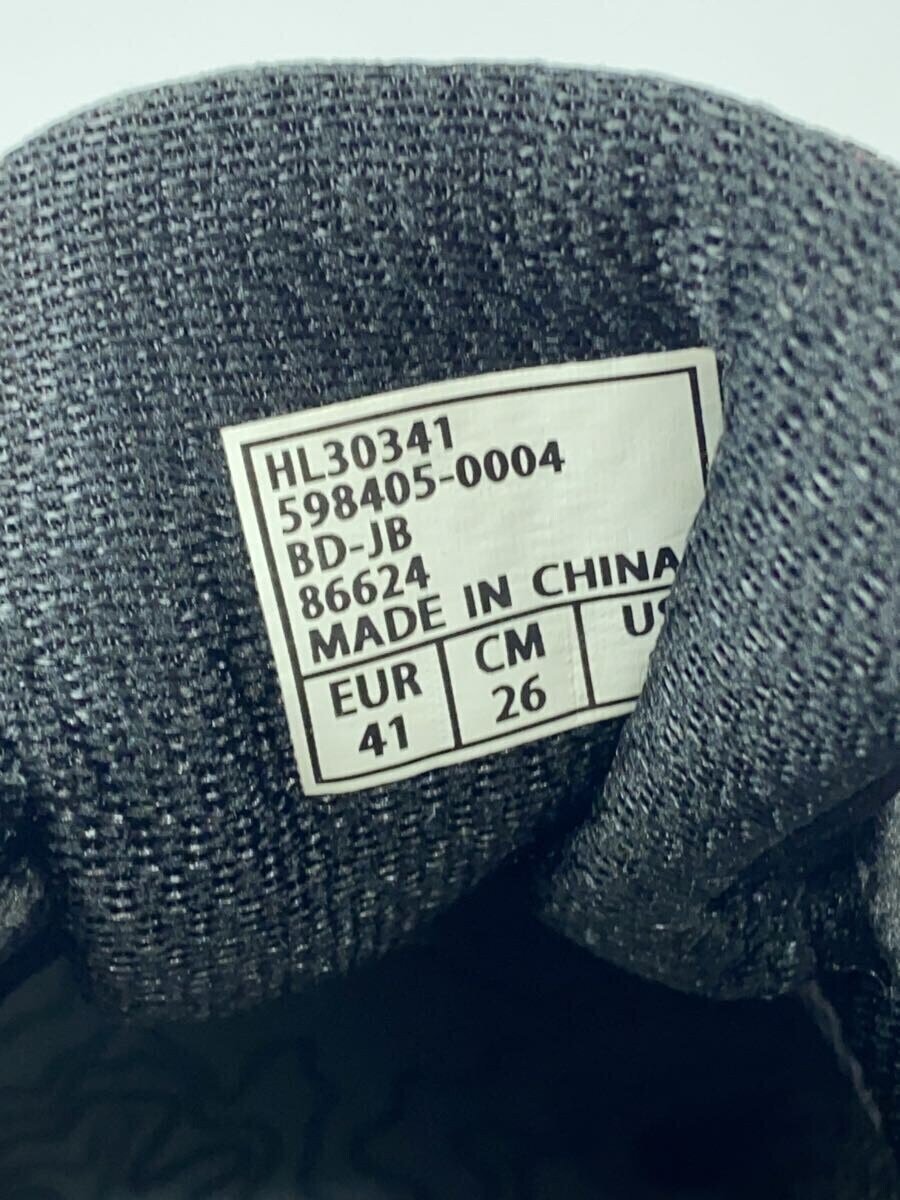 HL30341
598405-0004
BD-JB
86624
MADE IN CHINA
EUR CM US
41 26